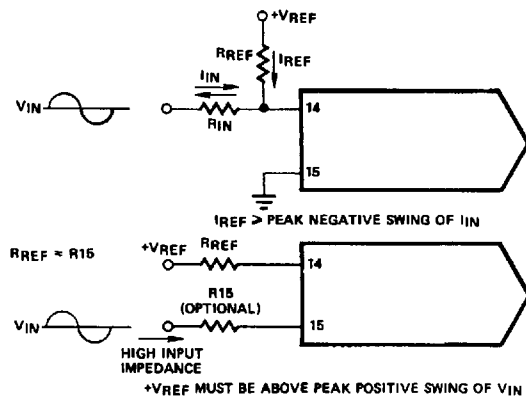 +VREF
RREF
IREF
IIN
VIN
RIN
14
15
IREF > PEAK NEGATIVE SWING OF IIN
RREF ≈ R15
+VREF
RREF
14
R15
(OPTIONAL)
VIN
15
HIGH INPUT
IMPEDANCE
+VREF MUST BE ABOVE PEAK POSITIVE SWING OF VIN